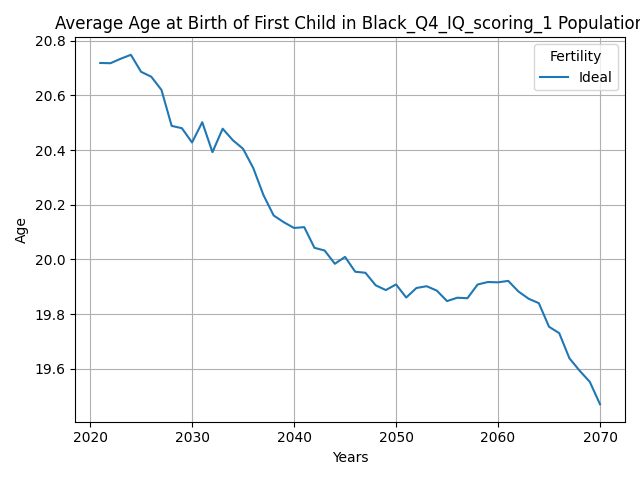 Average Age at Birth of First Child in Black_Q4_IQ_scoring_1 Population
Fertility
Ideal
Age
20.8
20.6
20.4
20.2
20.0
19.8
19.6
2020 2030 2040 2050 2060 2070
Years